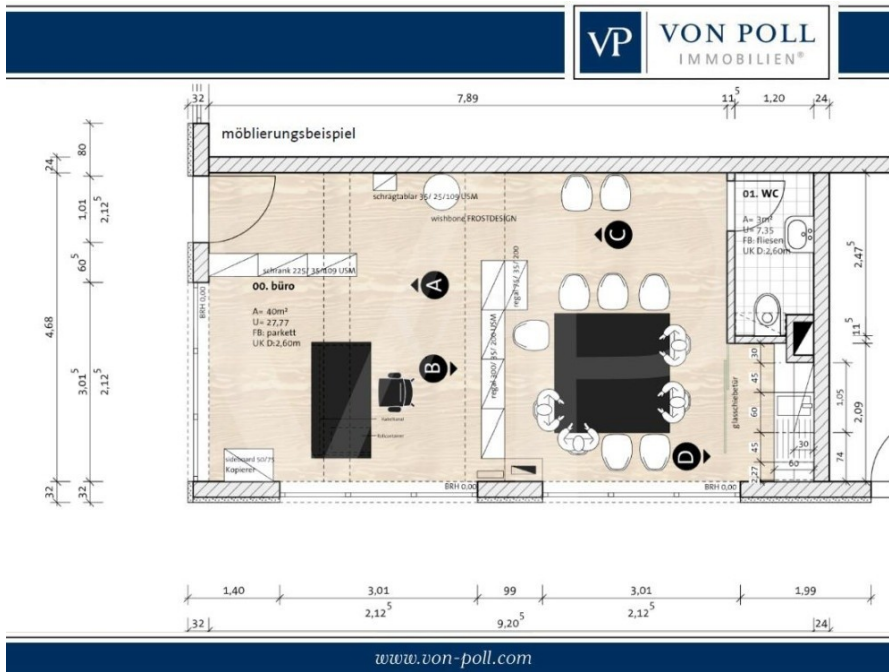 VP VON POLL
IMMOBILIEN®
32 7,89 11⁵ 1,20 24
möblierungsbeispiel
24
80
1,01
2,12⁵
60⁵
4,68
3,01
2,12⁵
32
32
schrägtablar 35/ 25/109 USM
wishbone FROSTDESIGN
schrank 225/ 35/109 USM
00. büro
A= 40m²
U= 27,77
FB: parkett
UK D:2,60m
BRH 0,00
A
B
C
D
regal 75/ 35/ 200
regal 300/ 35/ 200 USM
sideboard 50/75
Kopierer
rollcontainer
01. WC
A= 3m²
U= 7,35
FB: fliesen
UK D:2,60m
glasschiebetür
30
45
60
45
2,27
30
60
2,47⁵
11⁵
1,05
2,09
74
BRH 0,00
BRH 0,00
1,40 3,01 99 3,01 1,99
2,12⁵ 2,12⁵
32 9,20⁵ 24
www.von-poll.com